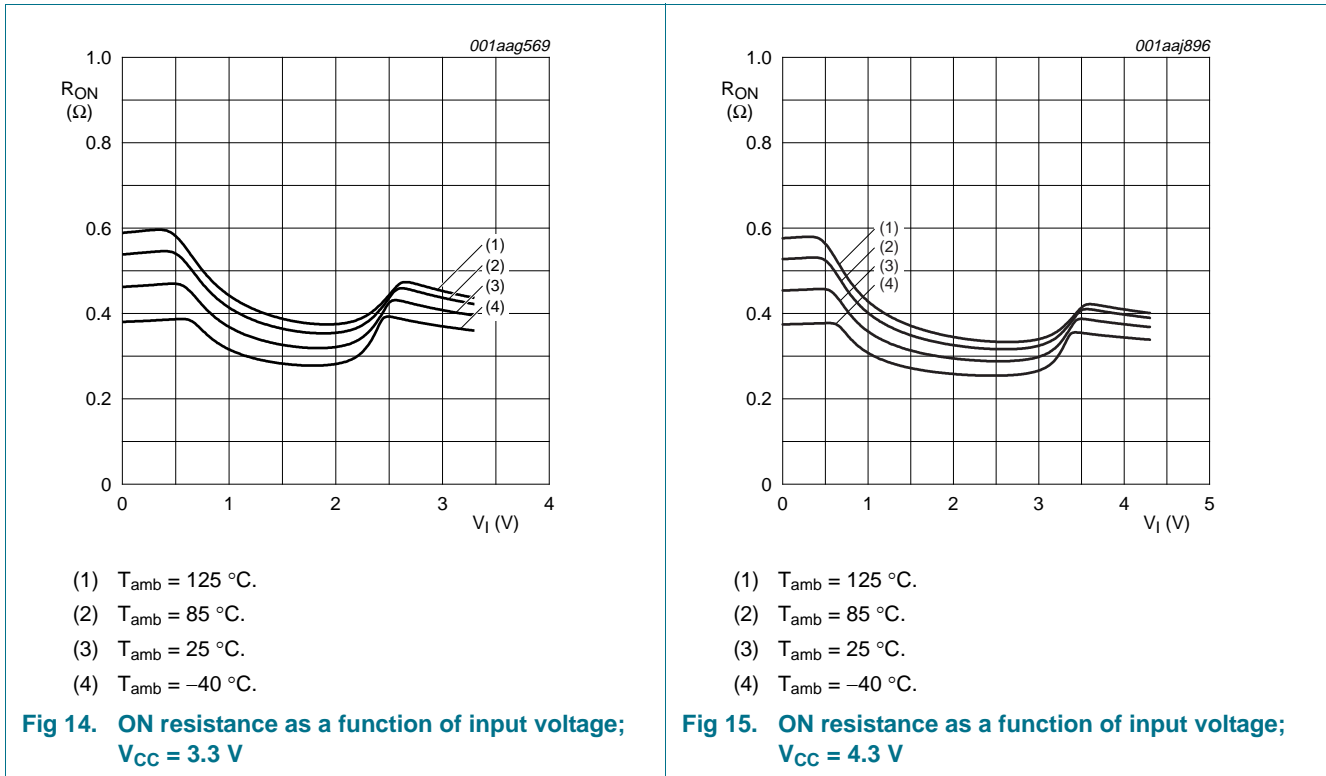 001aag569
1.0
RON
(Ω)
0.8
0.6
0.4
0.2
0
0 1 2 3 4
VI (V)
(1)
(2)
(3)
(4)
(1) Tamb = 125 °C.
(2) Tamb = 85 °C.
(3) Tamb = 25 °C.
(4) Tamb = −40 °C.
Fig 14. ON resistance as a function of input voltage;
VCC = 3.3 V
001aaj896
1.0
RON
(Ω)
0.8
0.6
0.4
0.2
0
0 1 2 3 4 5
VI (V)
(1)
(2)
(3)
(4)
(1) Tamb = 125 °C.
(2) Tamb = 85 °C.
(3) Tamb = 25 °C.
(4) Tamb = −40 °C.
Fig 15. ON resistance as a function of input voltage;
VCC = 4.3 V